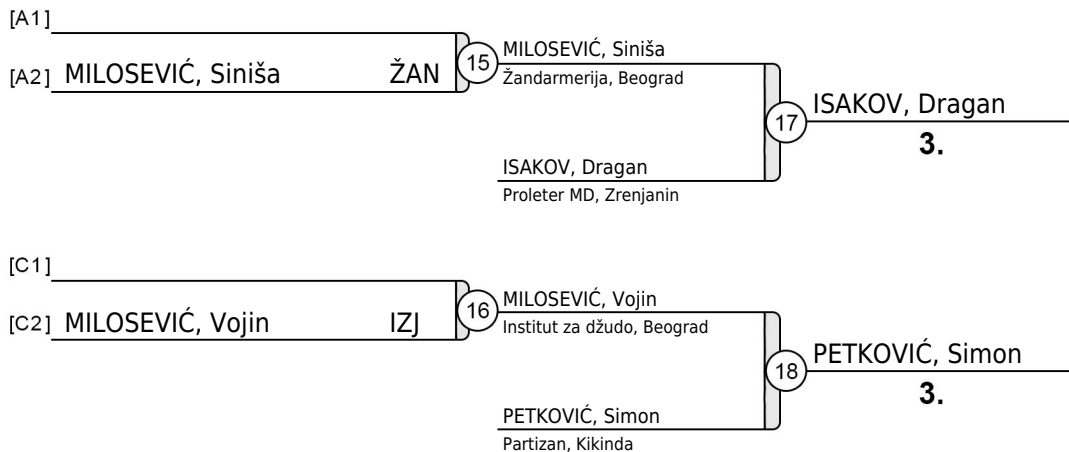 [A1]
[A2] MILOSEVIĆ, Siniša ŽAN
15
MILOSEVIĆ, Siniša
Žandarmerija, Beograd
17
ISAKOV, Dragan
3.
ISAKOV, Dragan
Proleter MD, Zrenjanin
[C1]
[C2] MILOSEVIĆ, Vojin IZJ
16
MILOSEVIĆ, Vojin
Institut za džudo, Beograd
18
PETKOVIĆ, Simon
3.
PETKOVIĆ, Simon
Partizan, Kikinda